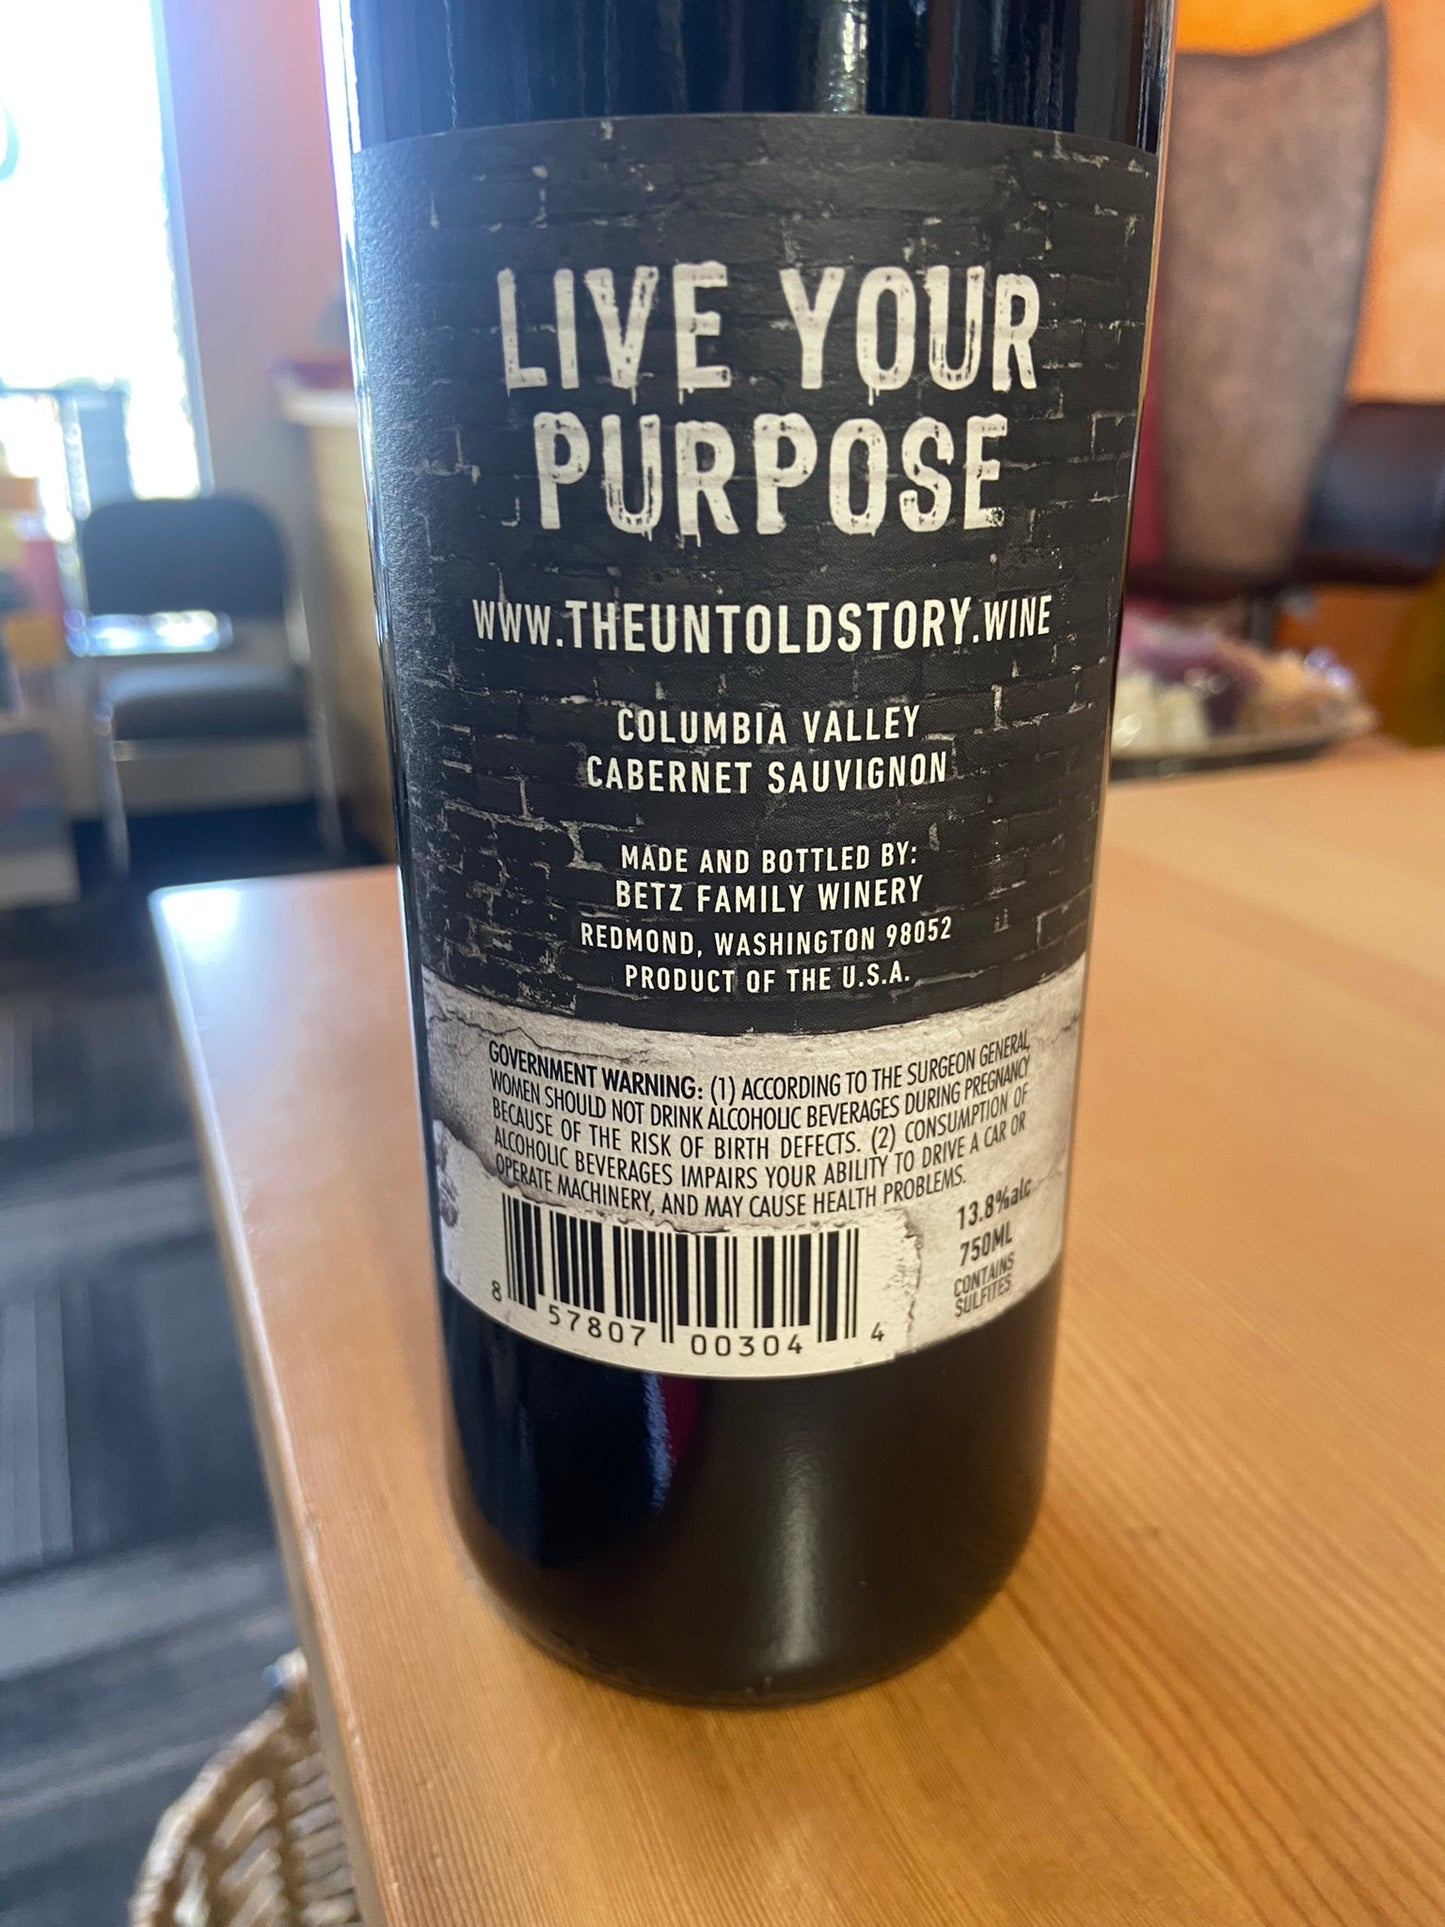 LIVE YOUR
PURPOSE
WWW.THEUNTOLDSTORY.WINE
COLUMBIA VALLEY
CABERNET SAUVIGNON
MADE AND BOTTLED BY:
BETZ FAMILY WINERY
REDMOND, WASHINGTON 98052
PRODUCT OF THE U.S.A.
GOVERNMENT WARNING: (1) ACCORDING TO THE SURGEON GENERAL,
WOMEN SHOULD NOT DRINK ALCOHOLIC BEVERAGES DURING PREGNANCY
BECAUSE OF THE RISK OF BIRTH DEFECTS. (2) CONSUMPTION OF
ALCOHOLIC BEVERAGES IMPAIRS YOUR ABILITY TO DRIVE A CAR OR
OPERATE MACHINERY, AND MAY CAUSE HEALTH PROBLEMS.
13.8%alc
750ML
CONTAINS
SULFITES
8 57807 00304 4